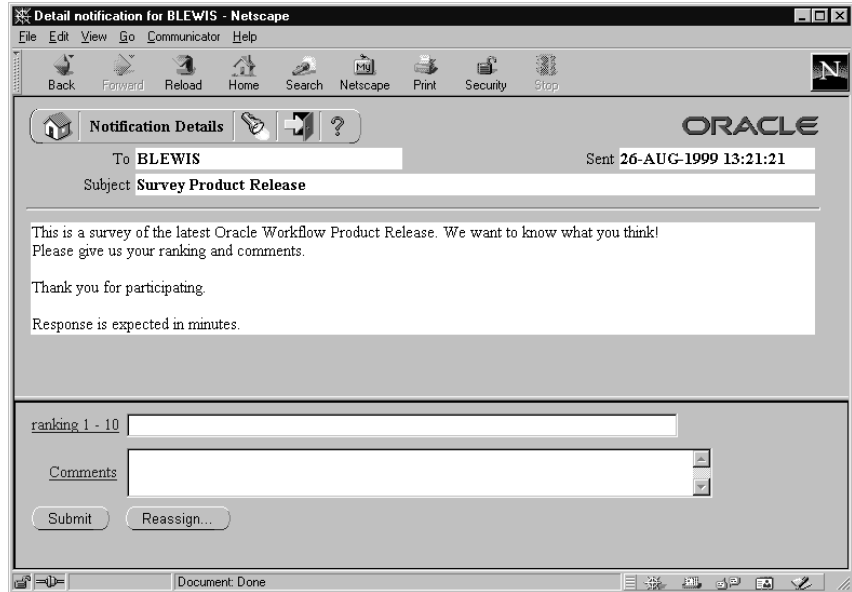 Detail notification for BLEWIS - Netscape
File Edit View Go Communicator Help
My
Back Forward Reload Home Search Netscape Print Security Stop
N
Notification Details ? ORACLE
To BLEWIS Sent 26-AUG-1999 13:21:21
Subject Survey Product Release
This is a survey of the latest Oracle Workflow Product Release. We want to know what you think!
Please give us your ranking and comments.
Thank you for participating.
Response is expected in minutes.
ranking 1 - 10
Comments
Submit Reassign...
Document: Done